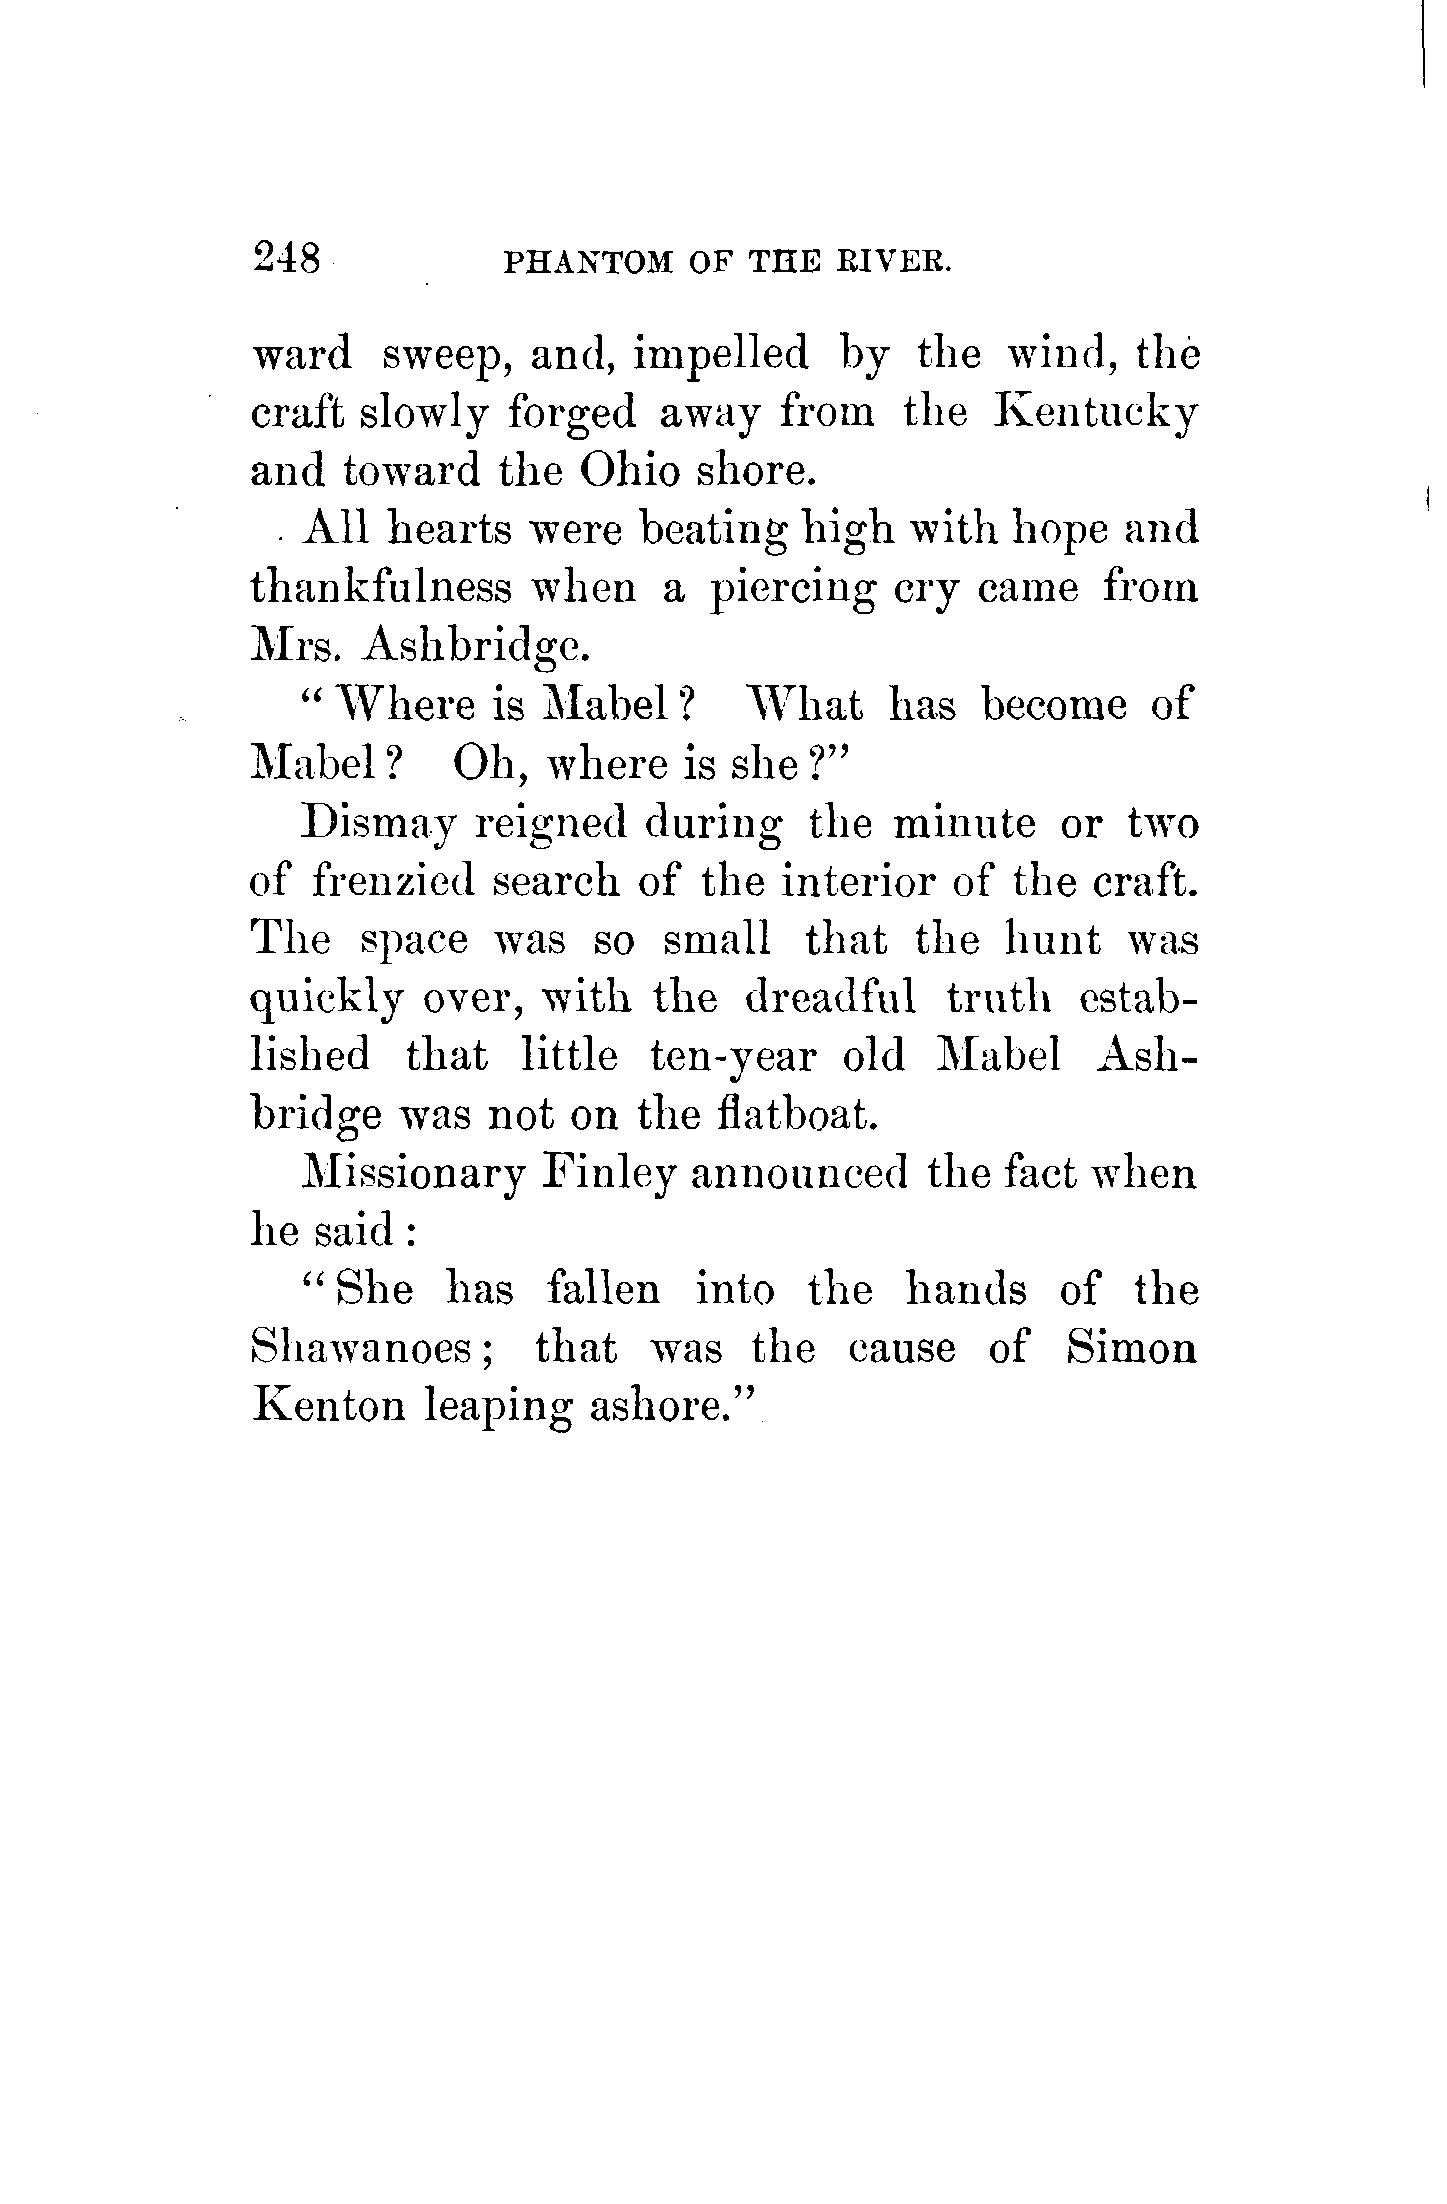 248 PHANTOM OF THE RIVER.
ward sweep, and, impelled by the wind, the
craft slowly forged away from the Kentucky
and toward the Ohio shore.
All hearts were beating high with hope and
thankfulness when a piercing cry came from
Mrs. Ashbridge.
“ Where is Mabel ? What has become of
Mabel ? Oh, where is she ?”
Dismay reigned during the minute or two
of frenzied search of the interior of the craft.
The space was so small that the hunt was
quickly over, with the dreadful truth estab-
lished that little ten-year old Mabel Ash-
bridge was not on the flatboat.
Missionary Finley announced the fact when
he said :
“ She has fallen into the hands of the
Shawanoes ; that was the cause of Simon
Kenton leaping ashore.”